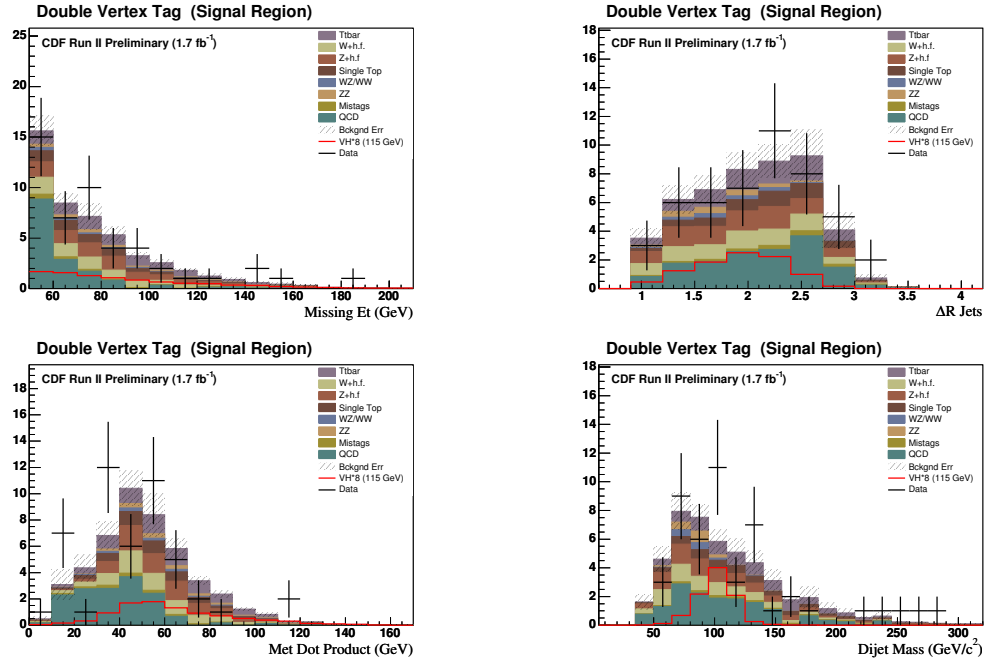 Double Vertex Tag (Signal Region)
CDF Run II Preliminary (1.7 fb⁻¹)
Ttbar
W+h.f.
Z+h.f
Single Top
WZ/WW
ZZ
Mistags
QCD
Bckgnd Err
VH*8 (115 GeV)
Data
25
20
15
10
5
0
60 80 100 120 140 160 180 200
Missing Et (GeV)
Double Vertex Tag (Signal Region)
CDF Run II Preliminary (1.7 fb⁻¹)
Ttbar
W+h.f.
Z+h.f
Single Top
WZ/WW
ZZ
Mistags
QCD
Bckgnd Err
VH*8 (115 GeV)
Data
18
16
14
12
10
8
6
4
2
0
1 1.5 2 2.5 3 3.5 4
ΔR Jets
Double Vertex Tag (Signal Region)
CDF Run II Preliminary (1.7 fb⁻¹)
Ttbar
W+h.f.
Z+h.f
Single Top
WZ/WW
ZZ
Mistags
QCD
Bckgnd Err
VH*8 (115 GeV)
Data
18
16
14
12
10
8
6
4
2
0
0 20 40 60 80 100 120 140 160
Met Dot Product (GeV)
Double Vertex Tag (Signal Region)
CDF Run II Preliminary (1.7 fb⁻¹)
Ttbar
W+h.f.
Z+h.f
Single Top
WZ/WW
ZZ
Mistags
QCD
Bckgnd Err
VH*8 (115 GeV)
Data
18
16
14
12
10
8
6
4
2
0
50 100 150 200 250 300
Dijet Mass (GeV/c²)